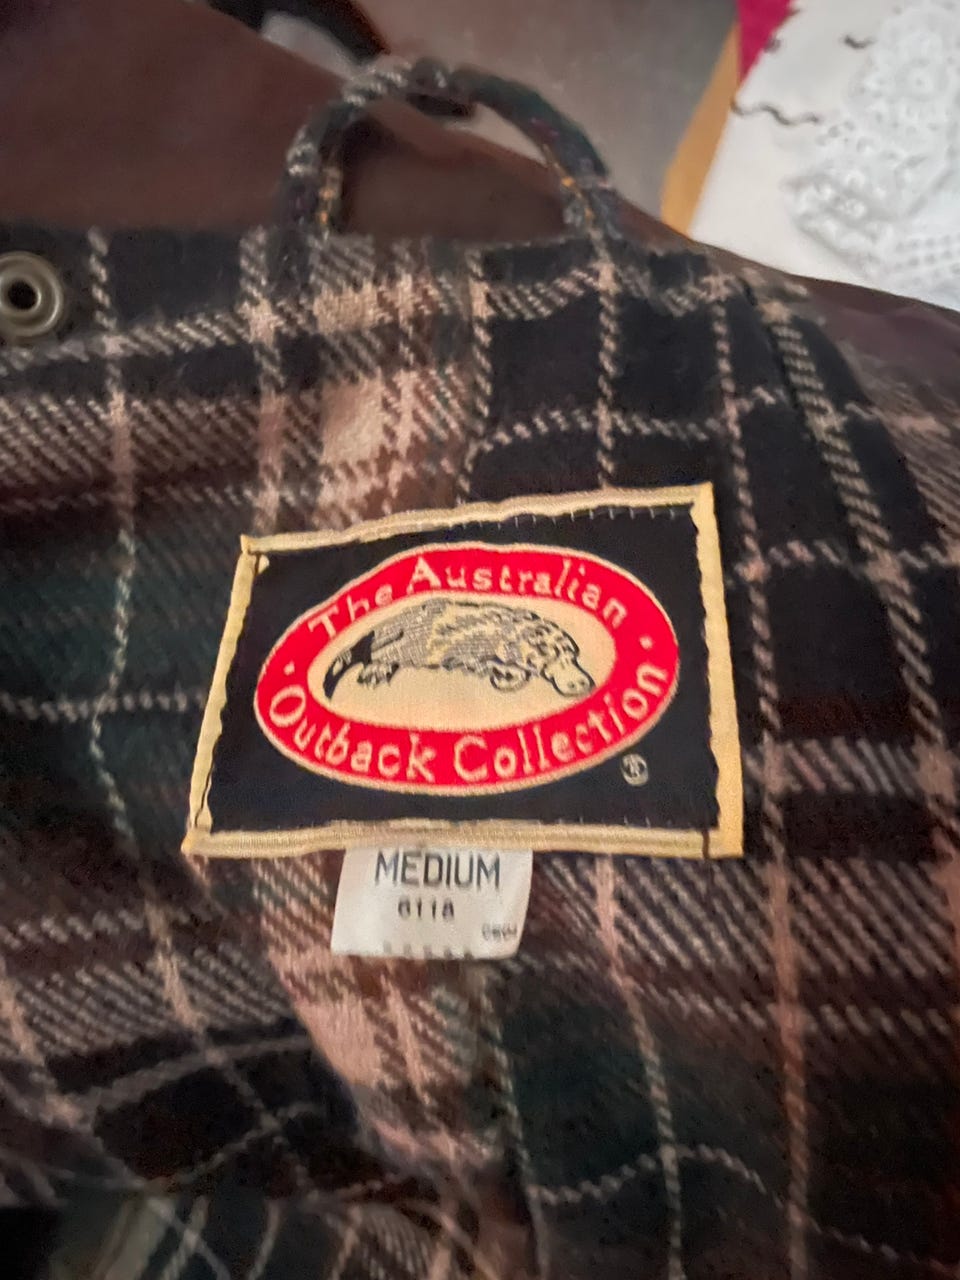 The Australian
Outback Collection
®
MEDIUM
6118